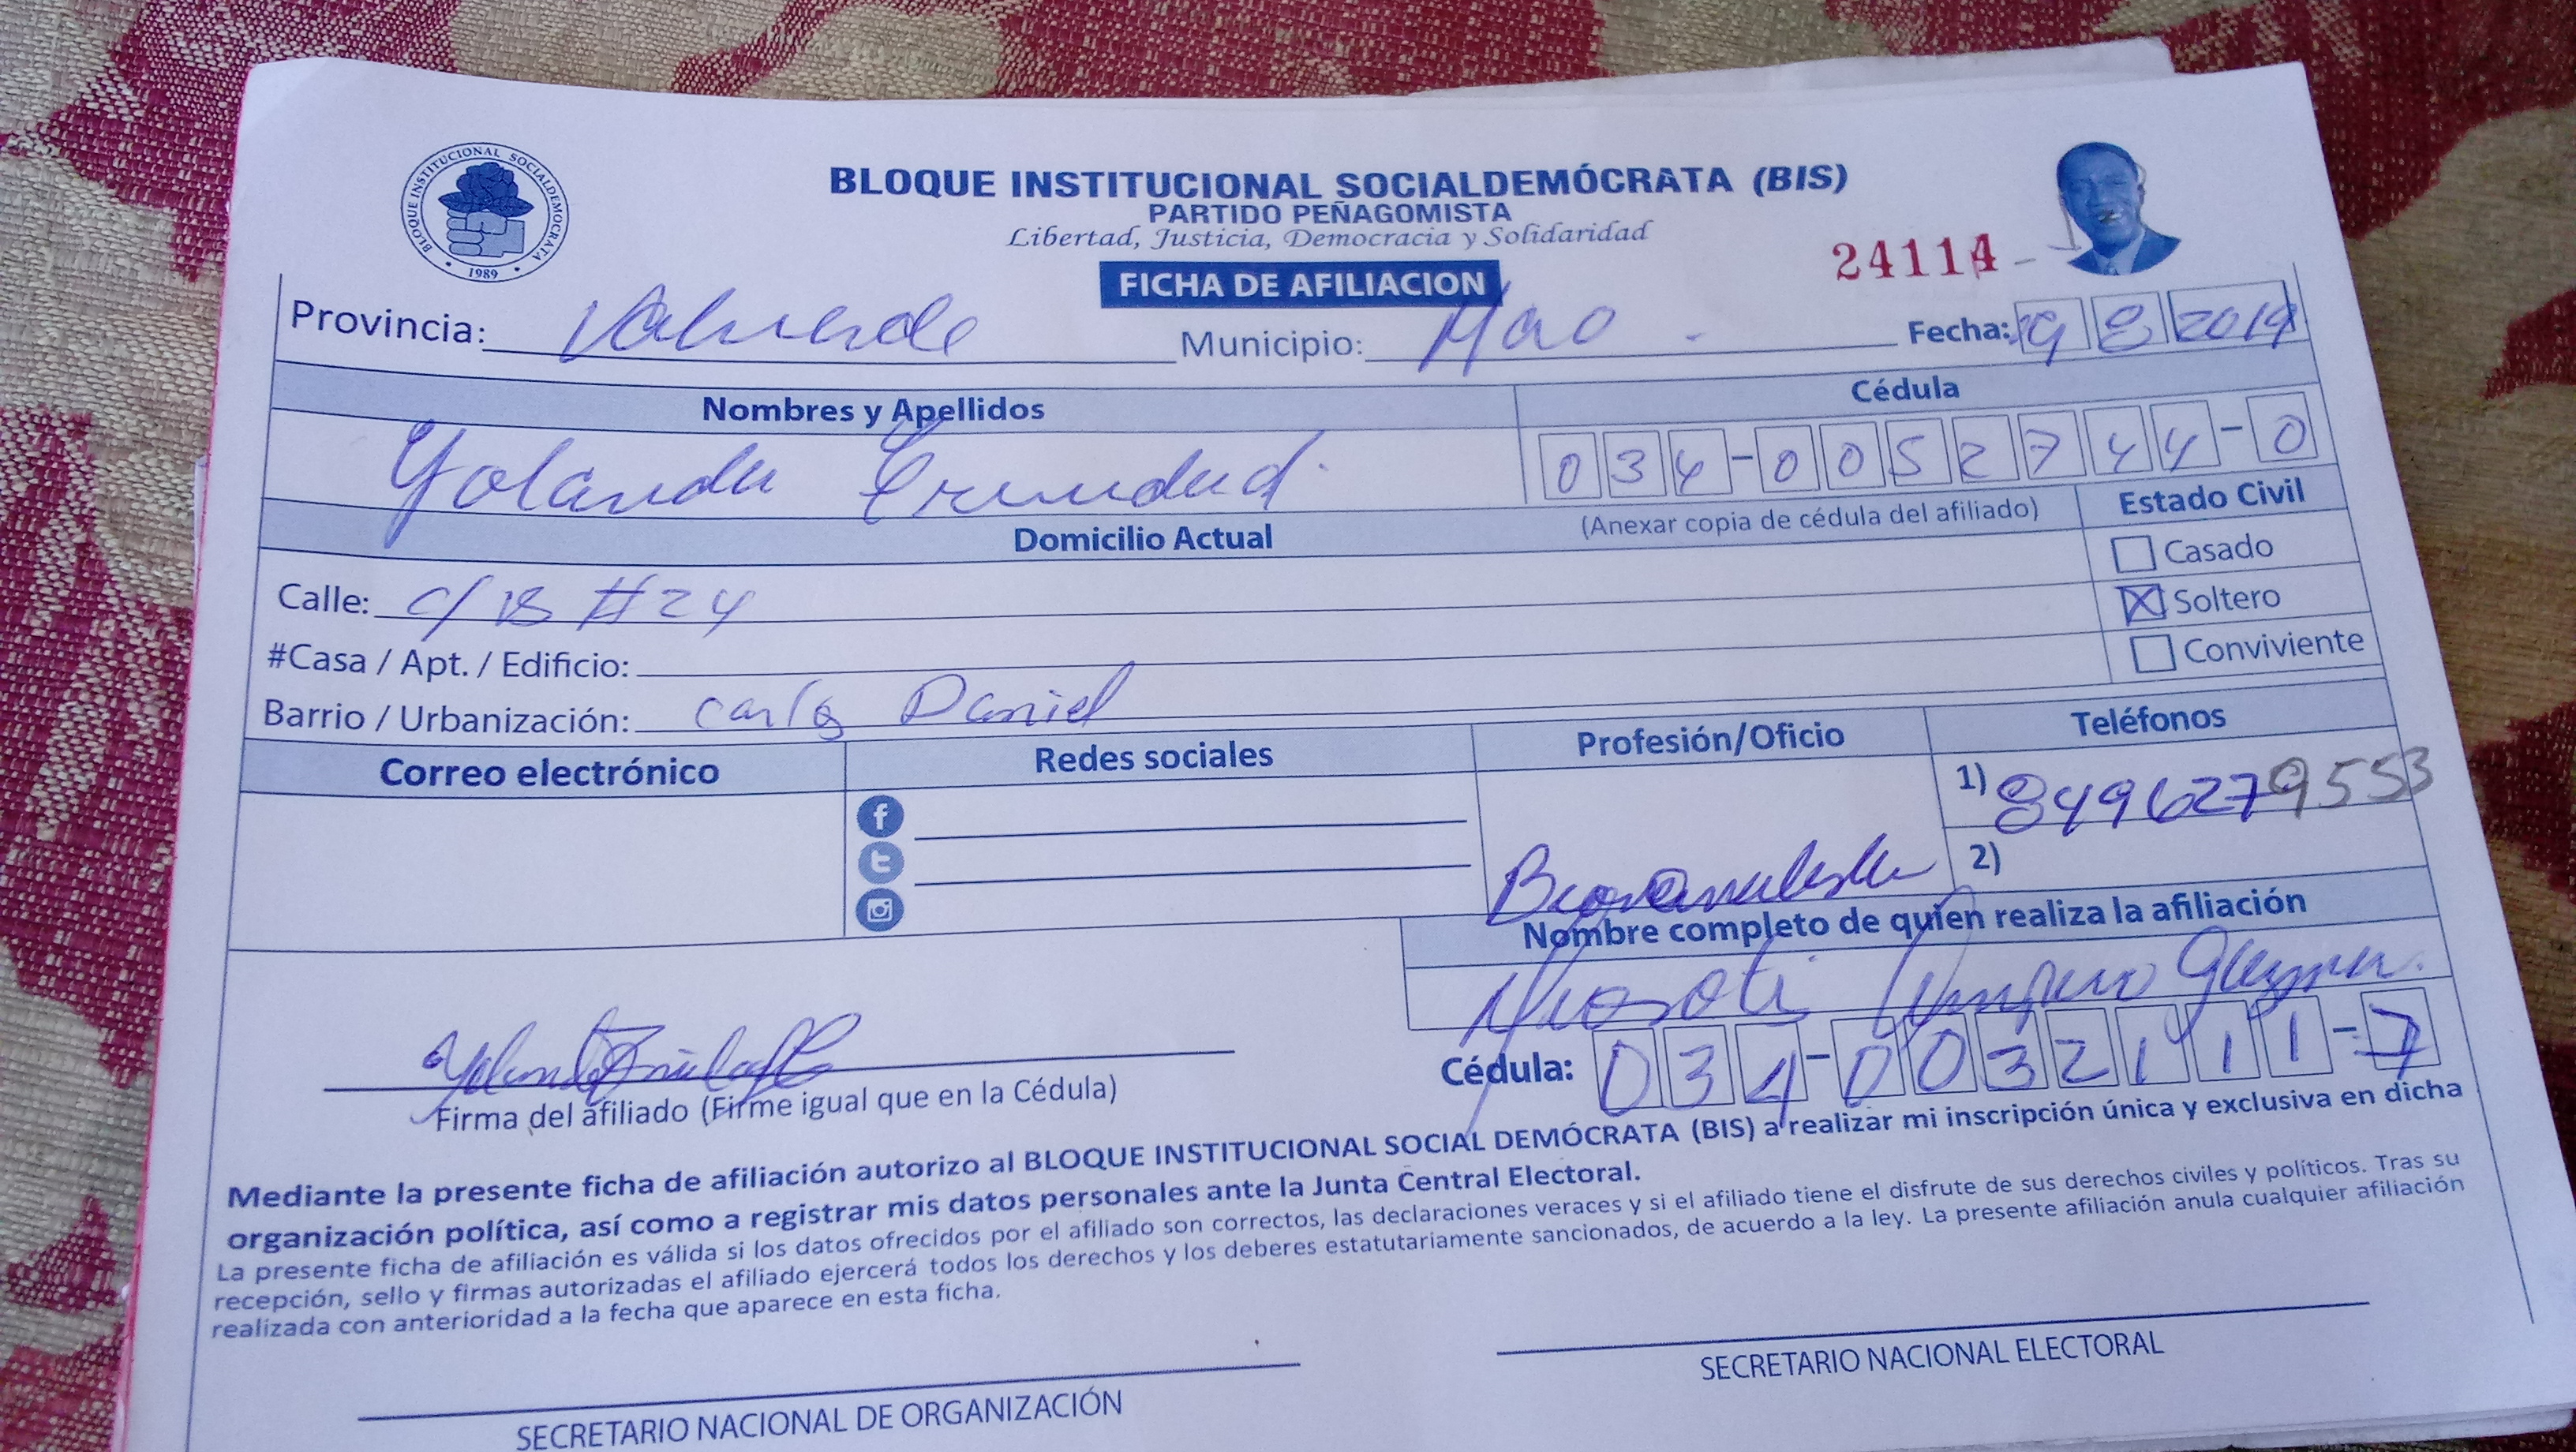 BLOQUE INSTITUCIONAL SOCIALDEMOCRATA
1989
BLOQUE INSTITUCIONAL SOCIALDEMÓCRATA (BIS)
PARTIDO PEÑAGOMISTA
Libertad, Justicia, Democracia y Solidaridad
24114
FICHA DE AFILIACION
Provincia: Valverde Municipio: Mao Fecha: 19 8 2019
Nombres y Apellidos Cédula
Yolanda 034-0052744-0
Domicilio Actual (Anexar copia de cédula del afiliado) Estado Civil
Casado
Calle: c/ 18 #24 Soltero
#Casa / Apt. / Edificio: Conviviente
Barrio / Urbanización: Carlos Daniel
Correo electrónico Redes sociales Profesión/Oficio Teléfonos
1) 8496279553
2)
Nombre completo de quien realiza la afiliación
Cédula: 034-0032111-7
Firma del afiliado (Firme igual que en la Cédula)
Mediante la presente ficha de afiliación autorizo al BLOQUE INSTITUCIONAL SOCIAL DEMÓCRATA (BIS) a realizar mi inscripción única y exclusiva en dicha
organización política, así como a registrar mis datos personales ante la Junta Central Electoral.
La presente ficha de afiliación es válida si los datos ofrecidos por el afiliado son correctos, las declaraciones veraces y si el afiliado tiene el disfrute de sus derechos civiles y políticos. Tras su
recepción, sello y firmas autorizadas el afiliado ejercerá todos los derechos y los deberes estatutariamente sancionados, de acuerdo a la ley. La presente afiliación anula cualquier afiliación
realizada con anterioridad a la fecha que aparece en esta ficha.
SECRETARIO NACIONAL DE ORGANIZACIÓN SECRETARIO NACIONAL ELECTORAL